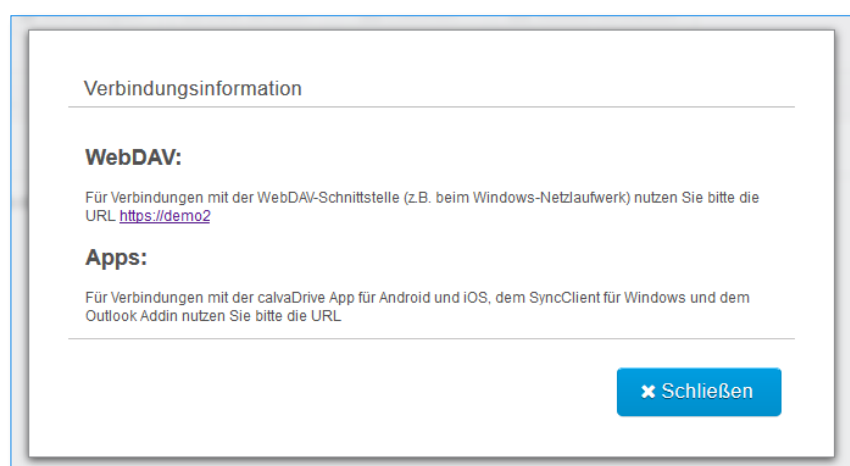 Verbindungsinformation
WebDAV:
Für Verbindungen mit der WebDAV-Schnittstelle (z.B. beim Windows-Netzlaufwerk) nutzen Sie bitte die
URL https://demo2
Apps:
Für Verbindungen mit der calvaDrive App für Android und iOS, dem SyncClient für Windows und dem
Outlook Addin nutzen Sie bitte die URL
✖ Schließen